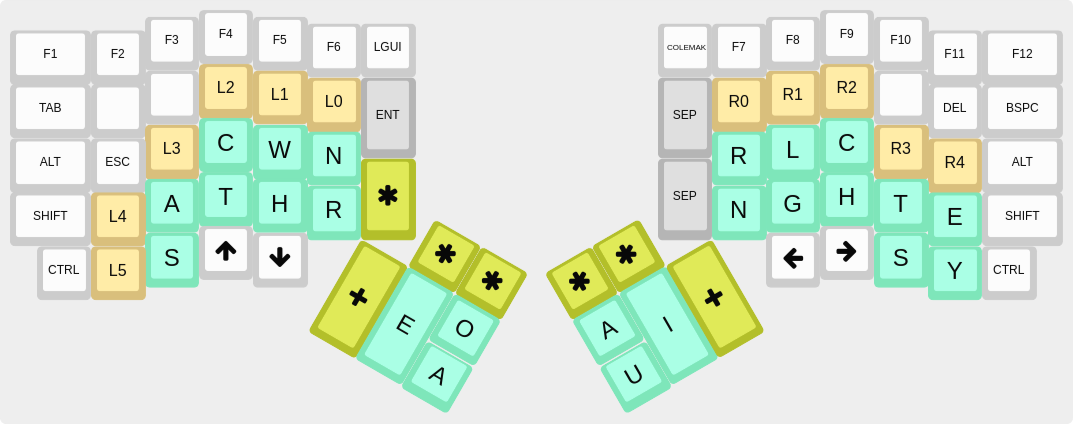 F1 F2 F3 F4 F5 F6 LGUI COLEMAK F7 F8 F9 F10 F11 F12
TAB L2 L1 L0 ENT SEP R0 R1 R2 DEL BSPC
ALT ESC L3 C W N R L C R3 R4 ALT
SHIFT L4 A T H R * SEP N G H T E SHIFT
CTRL L5 S ↑ ↓ ← → S Y CTRL
* * * *
+ E O A I +
A U